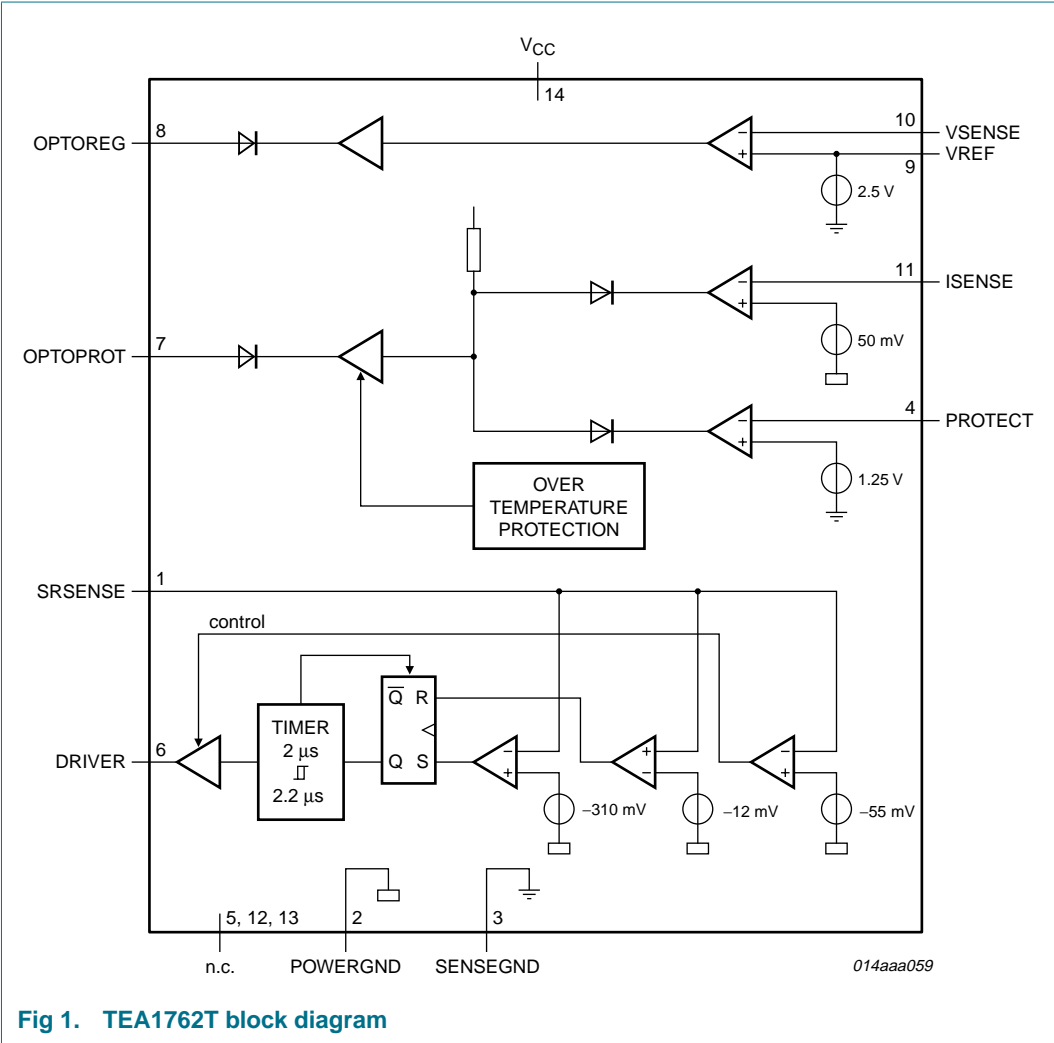 VCC
14
OPTOREG
8
10
VSENSE
−
+
VREF
9
2.5 V
11
ISENSE
−
+
50 mV
OPTOPROT
7
4
PROTECT
−
+
1.25 V
OVER
TEMPERATURE
PROTECTION
SRSENSE
1
control
Q R
TIMER
2 μs
2.2 μs
DRIVER
6
Q S
−
+
+
−
−
+
−310 mV
−12 mV
−55 mV
5, 12, 13
2
3
n.c.
POWERGND
SENSEGND
014aaa059
Fig 1. TEA1762T block diagram